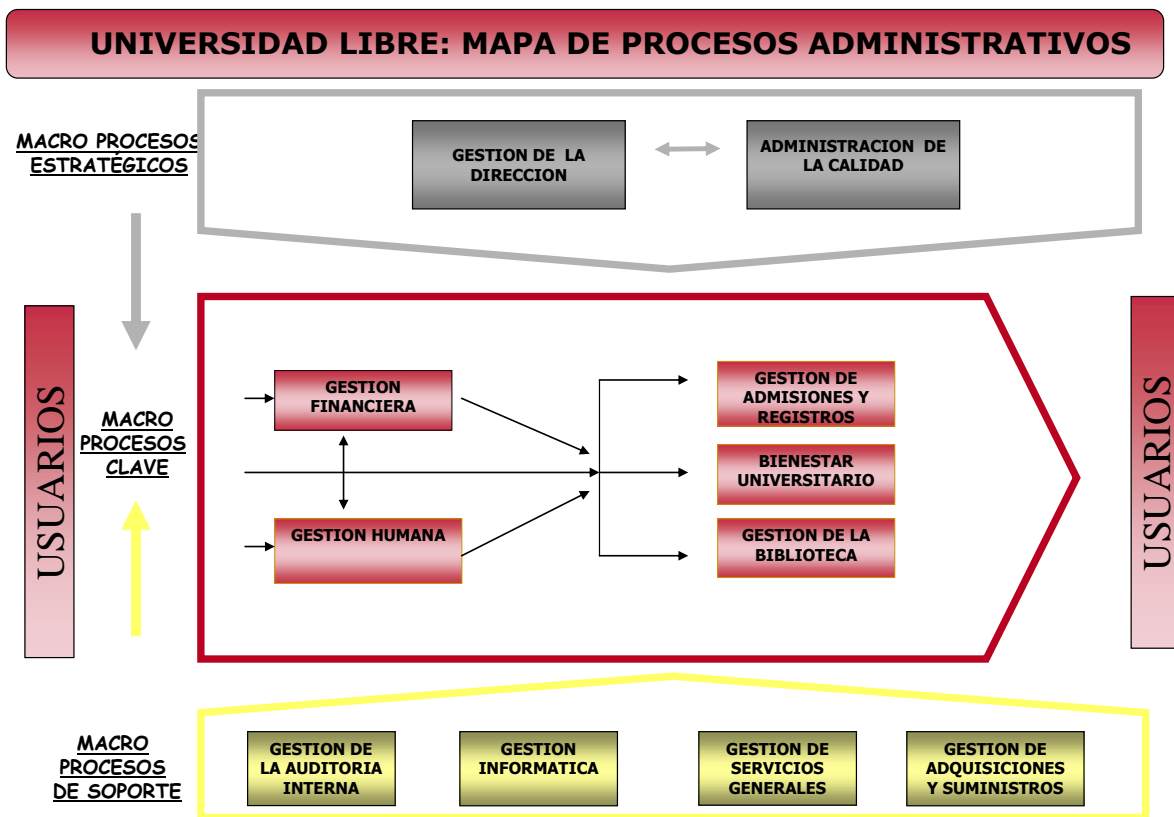 UNIVERSIDAD LIBRE: MAPA DE PROCESOS ADMINISTRATIVOS
MACRO PROCESOS
ESTRATÉGICOS
GESTION DE LA
DIRECCION
ADMINISTRACION DE
LA CALIDAD
USUARIOS
MACRO
PROCESOS
CLAVE
GESTION
FINANCIERA
GESTION HUMANA
GESTION DE
ADMISIONES Y
REGISTROS
BIENESTAR
UNIVERSITARIO
GESTION DE LA
BIBLIOTECA
USUARIOS
MACRO
PROCESOS
DE SOPORTE
GESTION DE
LA AUDITORIA
INTERNA
GESTION
INFORMATICA
GESTION DE
SERVICIOS
GENERALES
GESTION DE
ADQUISICIONES
Y SUMINISTROS